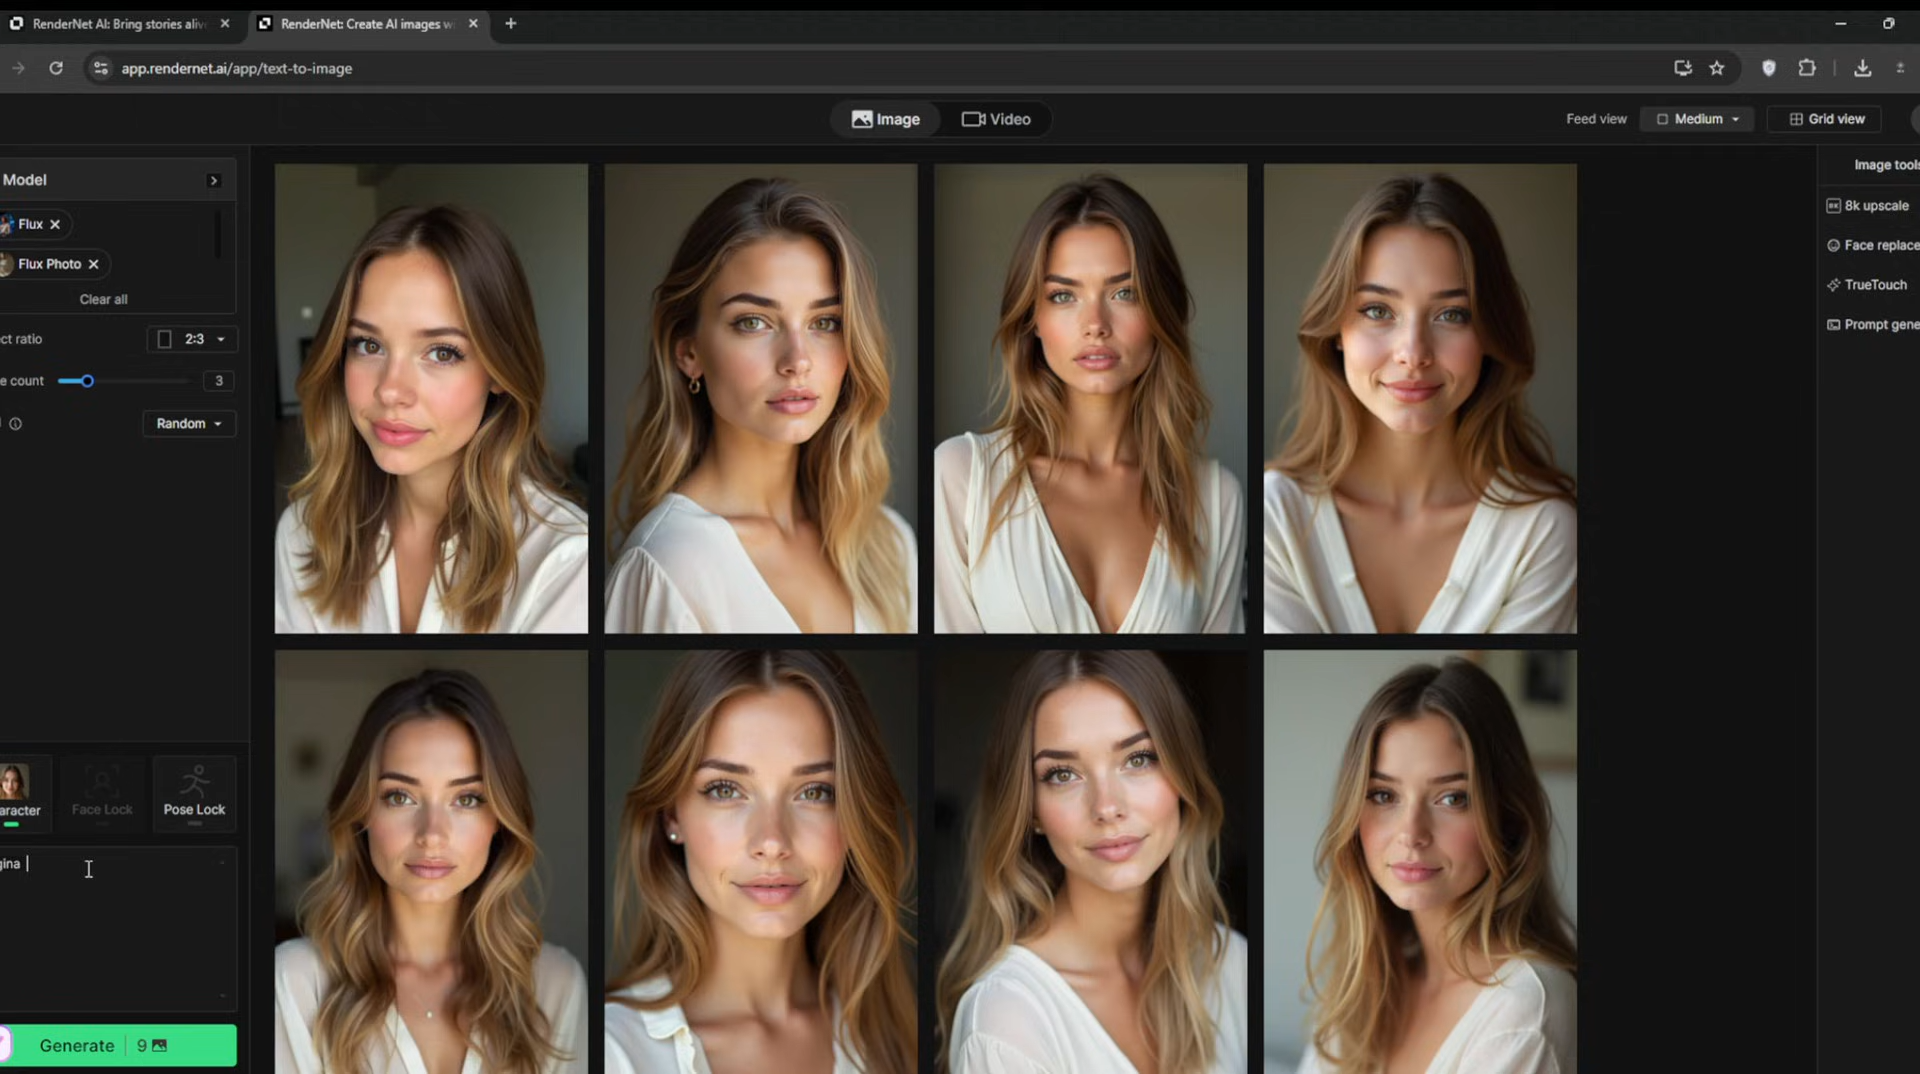 RenderNet AI: Bring stories aliv
RenderNet: Create AI images w
app.rendernet.ai/app/text-to-image
Image
Video
Feed view
Medium
Grid view
Model
Flux
Flux Photo
Clear all
ct ratio
2:3
e count
3
Random
Image tools
8k upscale
Face replace
TrueTouch
Prompt gene
aracter
Face Lock
Pose Lock
gina
Generate
9